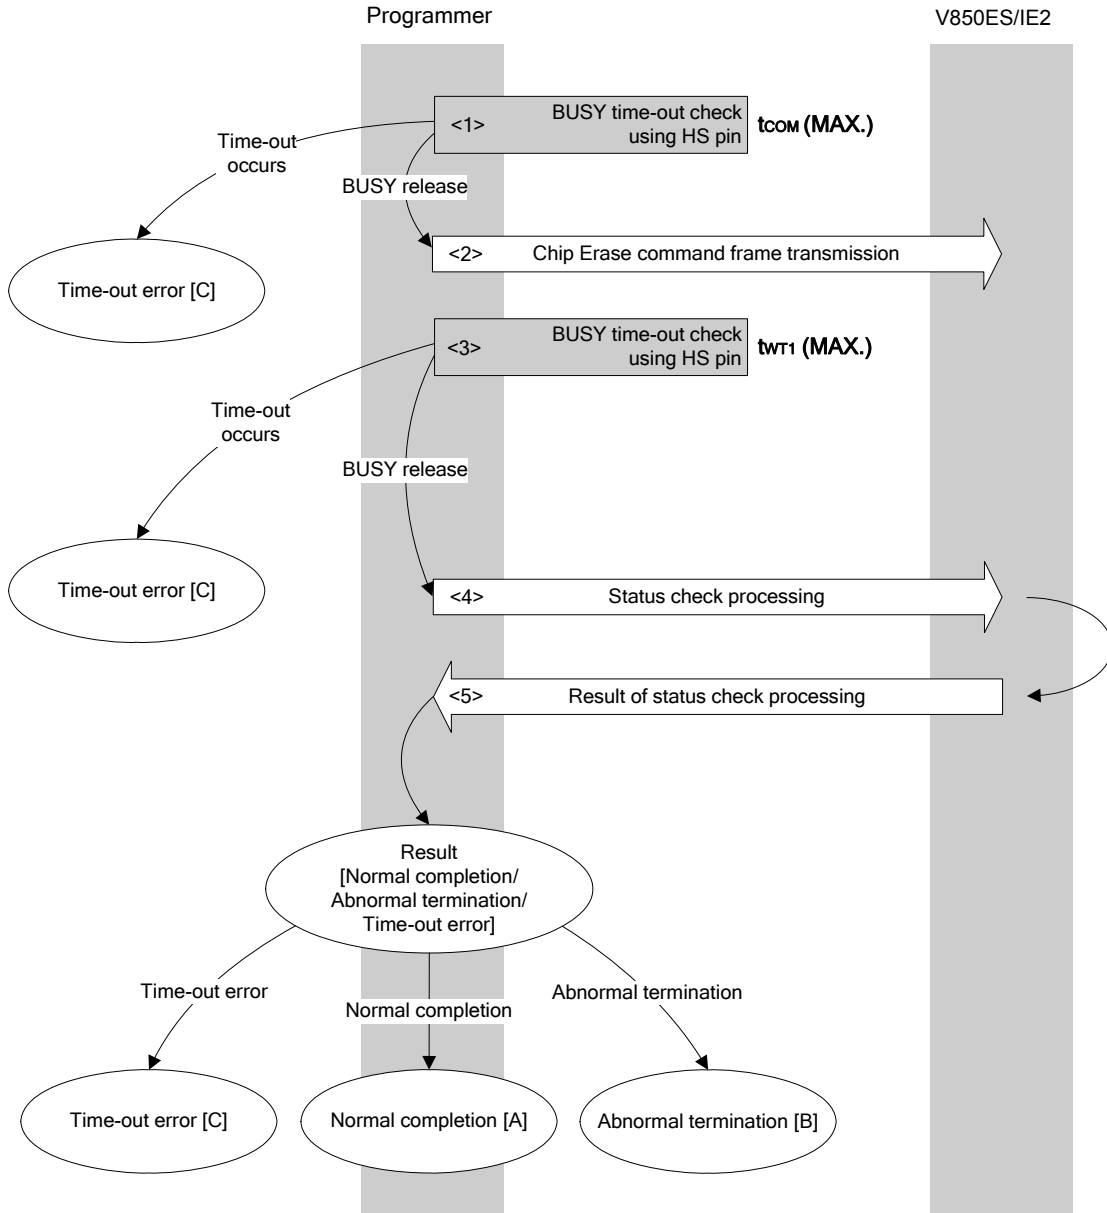 Programmer
V850ES/IE2
<1>
BUSY time-out check
using HS pin
tCOM (MAX.)
Time-out
occurs
BUSY release
<2>
Chip Erase command frame transmission
Time-out error [C]
<3>
BUSY time-out check
using HS pin
tWT1 (MAX.)
Time-out
occurs
BUSY release
Time-out error [C]
<4>
Status check processing
<5>
Result of status check processing
Result
[Normal completion/
Abnormal termination/
Time-out error]
Time-out error
Normal completion
Abnormal termination
Time-out error [C]
Normal completion [A]
Abnormal termination [B]